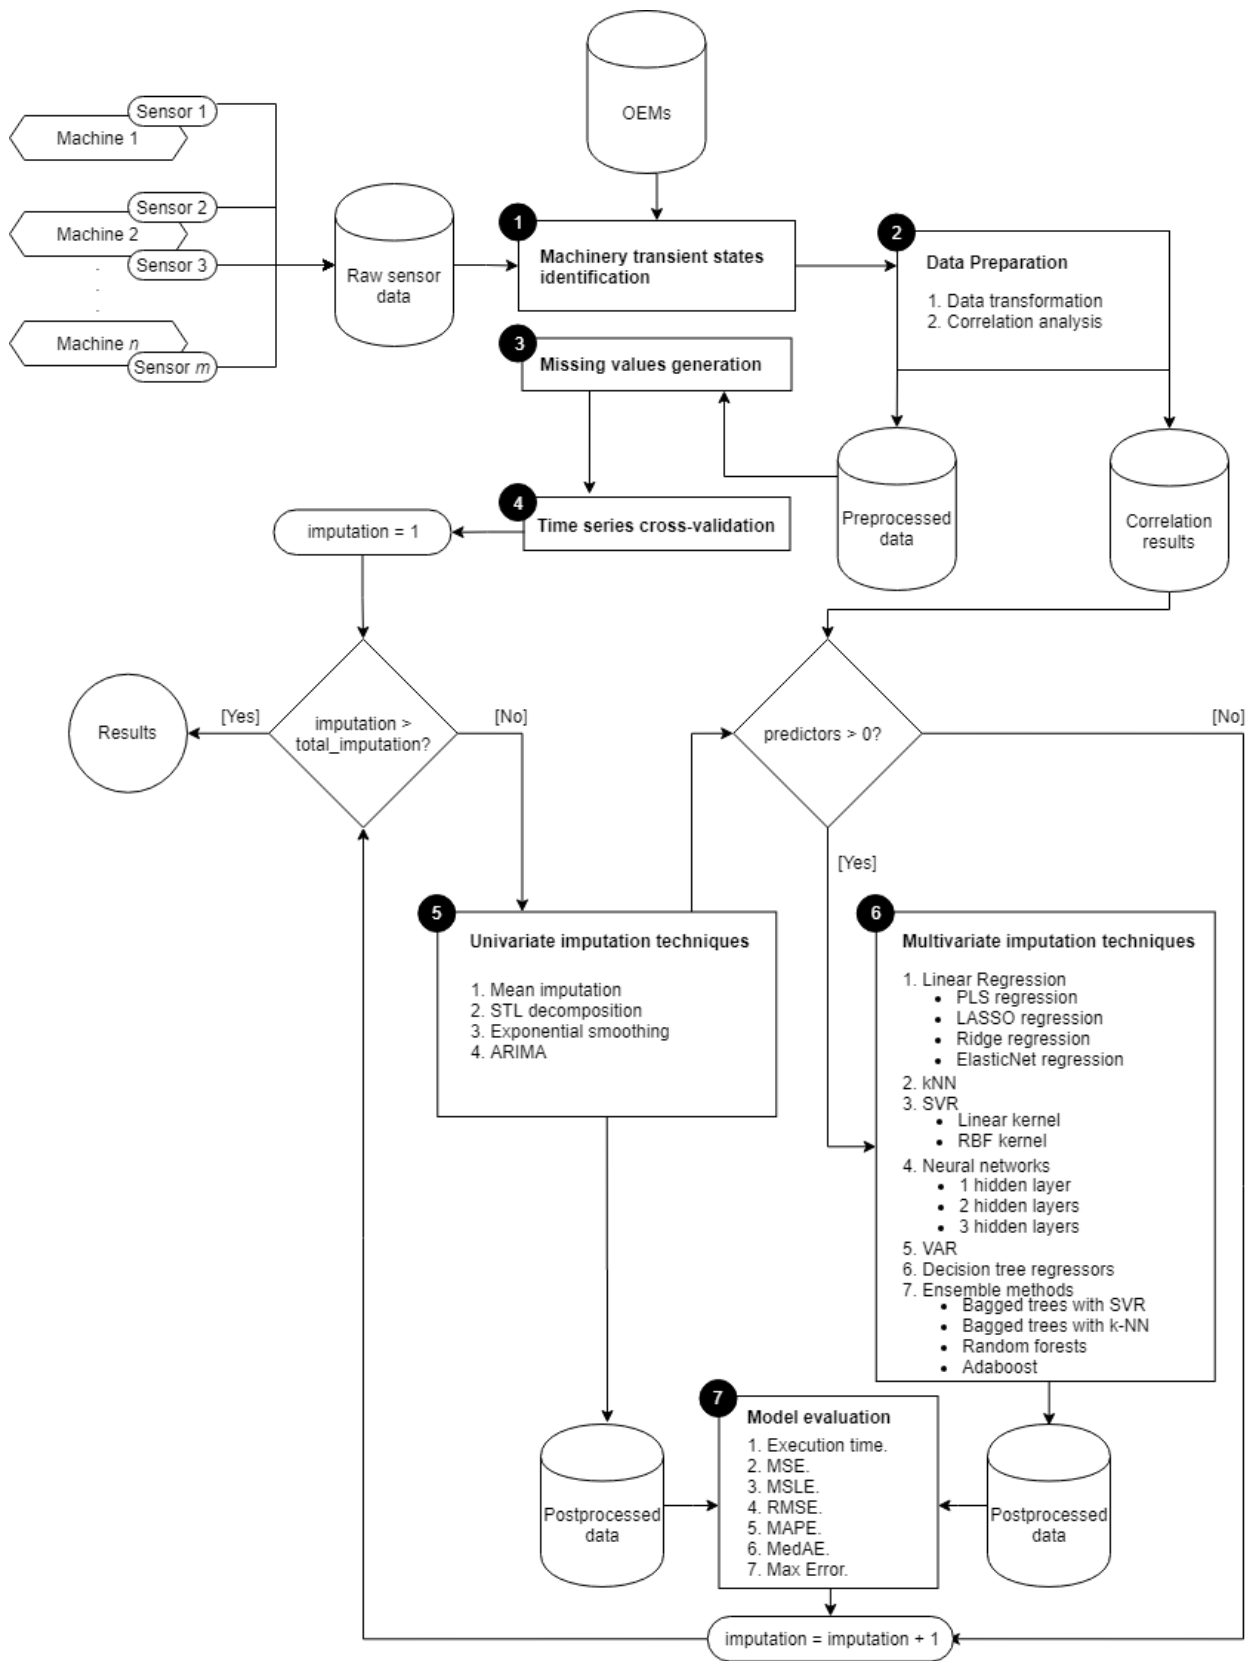 OEMs
Sensor 1
Machine 1
Sensor 2
Machine 2
Sensor 3
.
.
.
Machine n
Sensor m
Raw sensor
data
1
Machinery transient states
identification
2
Data Preparation
1. Data transformation
2. Correlation analysis
3
Missing values generation
4
Time series cross-validation
imputation = 1
Preprocessed
data
Correlation
results
Results
[Yes]
imputation >
total_imputation?
[No]
predictors > 0?
[No]
[Yes]
5
Univariate imputation techniques
1. Mean imputation
2. STL decomposition
3. Exponential smoothing
4. ARIMA
6
Multivariate imputation techniques
1. Linear Regression
• PLS regression
• LASSO regression
• Ridge regression
• ElasticNet regression
2. kNN
3. SVR
• Linear kernel
• RBF kernel
4. Neural networks
• 1 hidden layer
• 2 hidden layers
• 3 hidden layers
5. VAR
6. Decision tree regressors
7. Ensemble methods
• Bagged trees with SVR
• Bagged trees with k-NN
• Random forests
• Adaboost
7
Model evaluation
1. Execution time.
2. MSE.
3. MSLE.
4. RMSE.
5. MAPE.
6. MedAE.
7. Max Error.
Postprocessed
data
Postprocessed
data
imputation = imputation + 1